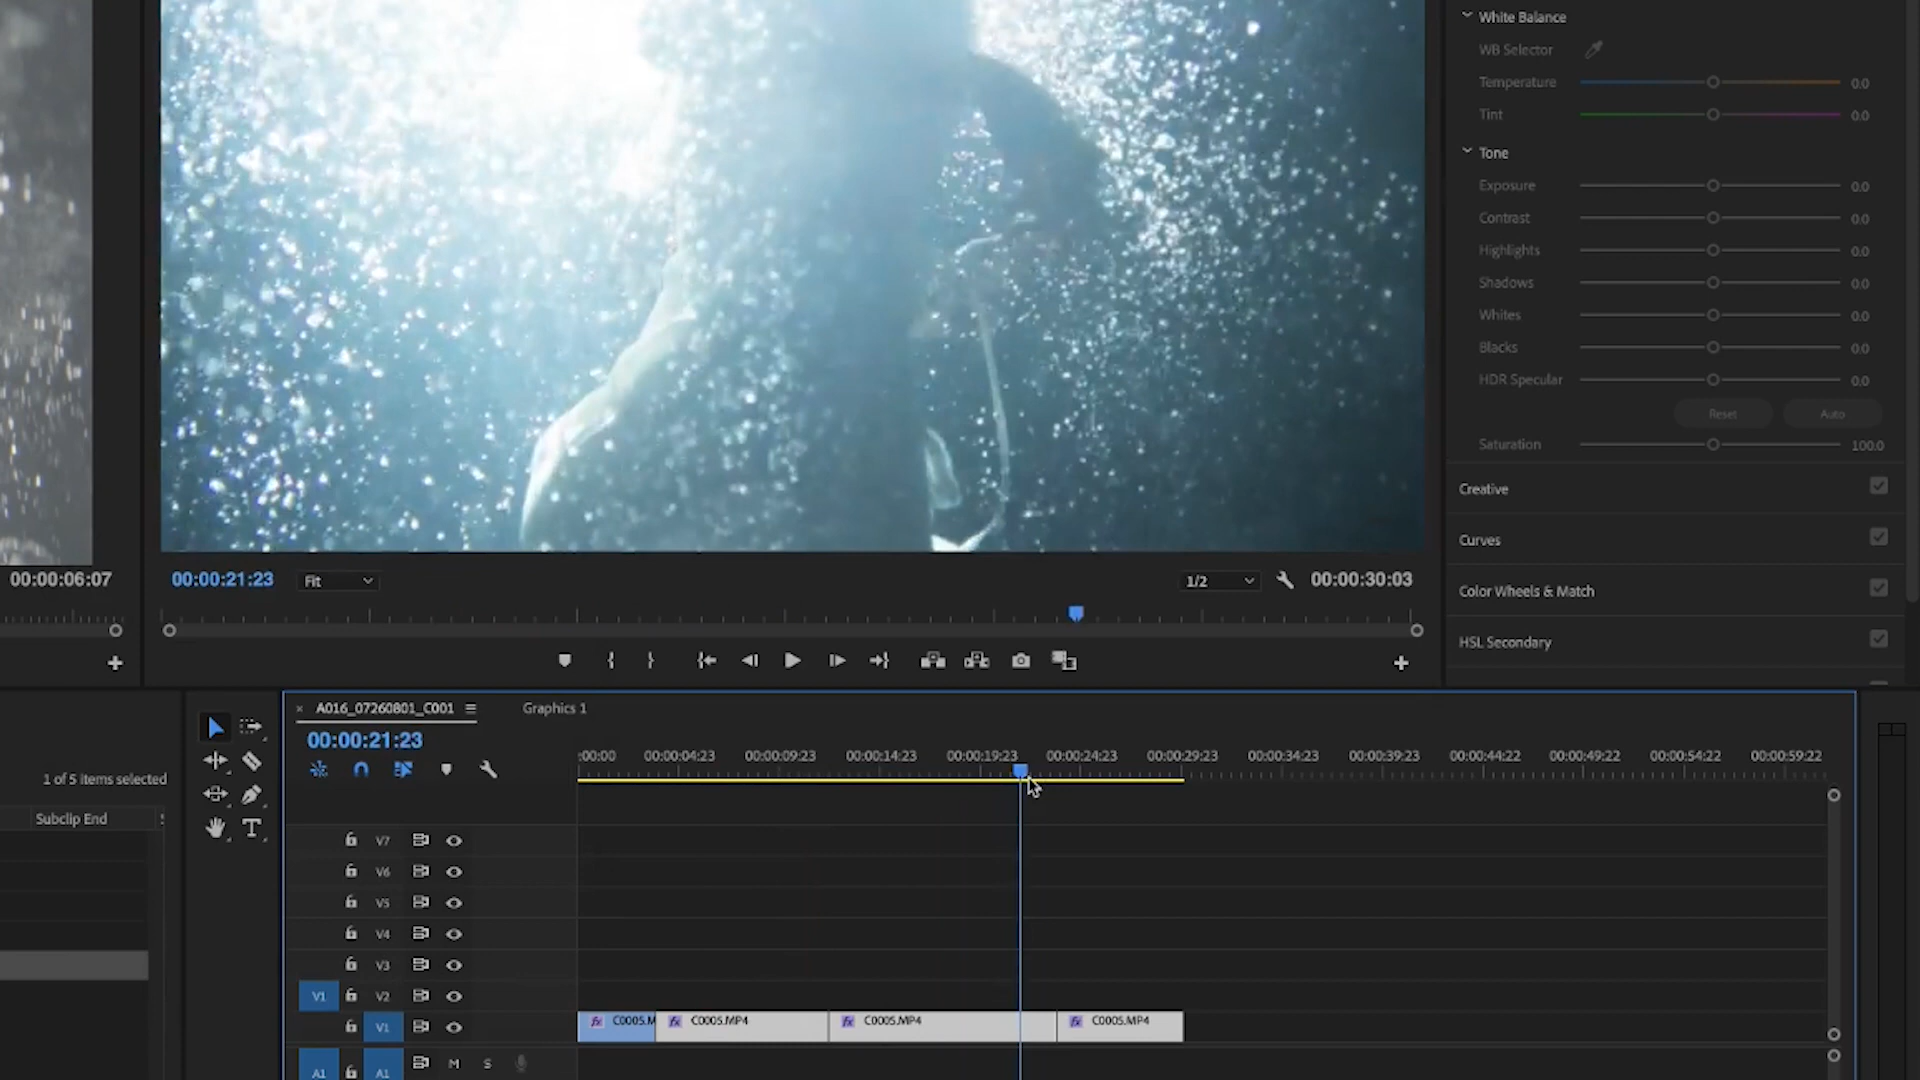 White Balance
WB Selector
Temperature 0.0
Tint 0.0
Tone
Exposure 0.0
Contrast 0.0
Highlights 0.0
Shadows 0.0
Whites 0.0
Blacks 0.0
HDR Specular 0.0
Reset Auto
Saturation 100.0
Creative
Curves
Color Wheels & Match
HSL Secondary
00:00:06:07
00:00:21:23 Fit 1/2 00:00:30:03
A016_07260801_C001 Graphics 1
00:00:21:23
:00:00 00:00:04:23 00:00:09:23 00:00:14:23 00:00:19:23 00:00:24:23 00:00:29:23 00:00:34:23 00:00:39:23 00:00:44:22 00:00:49:22 00:00:54:22 00:00:59:22
1 of 5 items selected
Subclip End
V7
V6
V5
V4
V3
V1 V2
V1 fx C0005.M fx C0005.MP4 fx C0005.MP4 fx C0005.MP4
A1 A1 M S